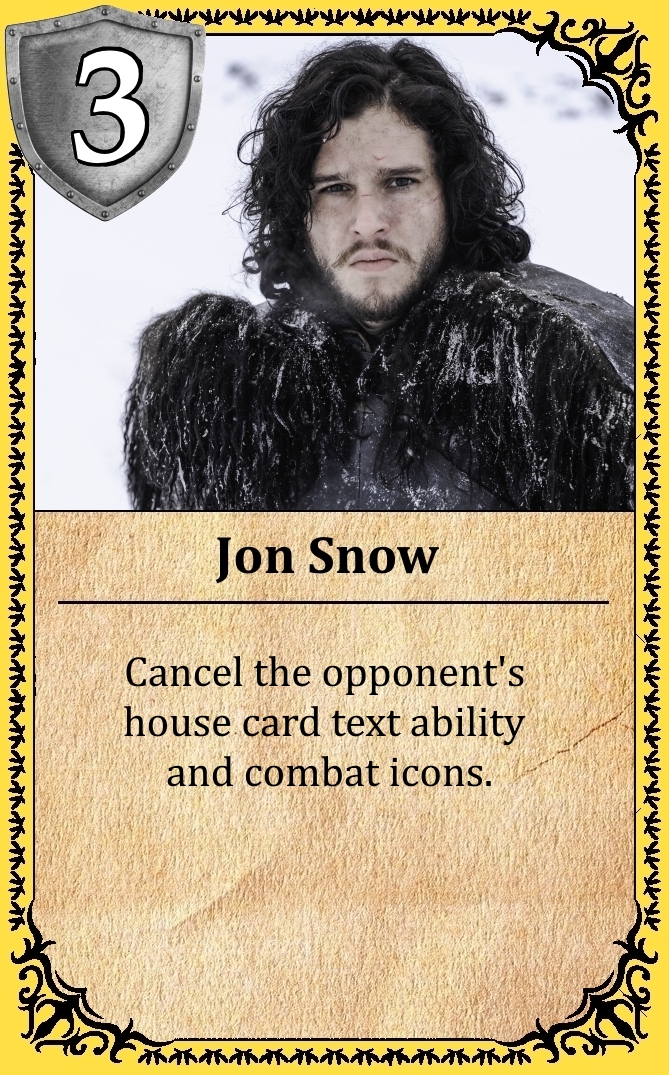 3
Jon Snow
Cancel the opponent's
house card text ability
and combat icons.